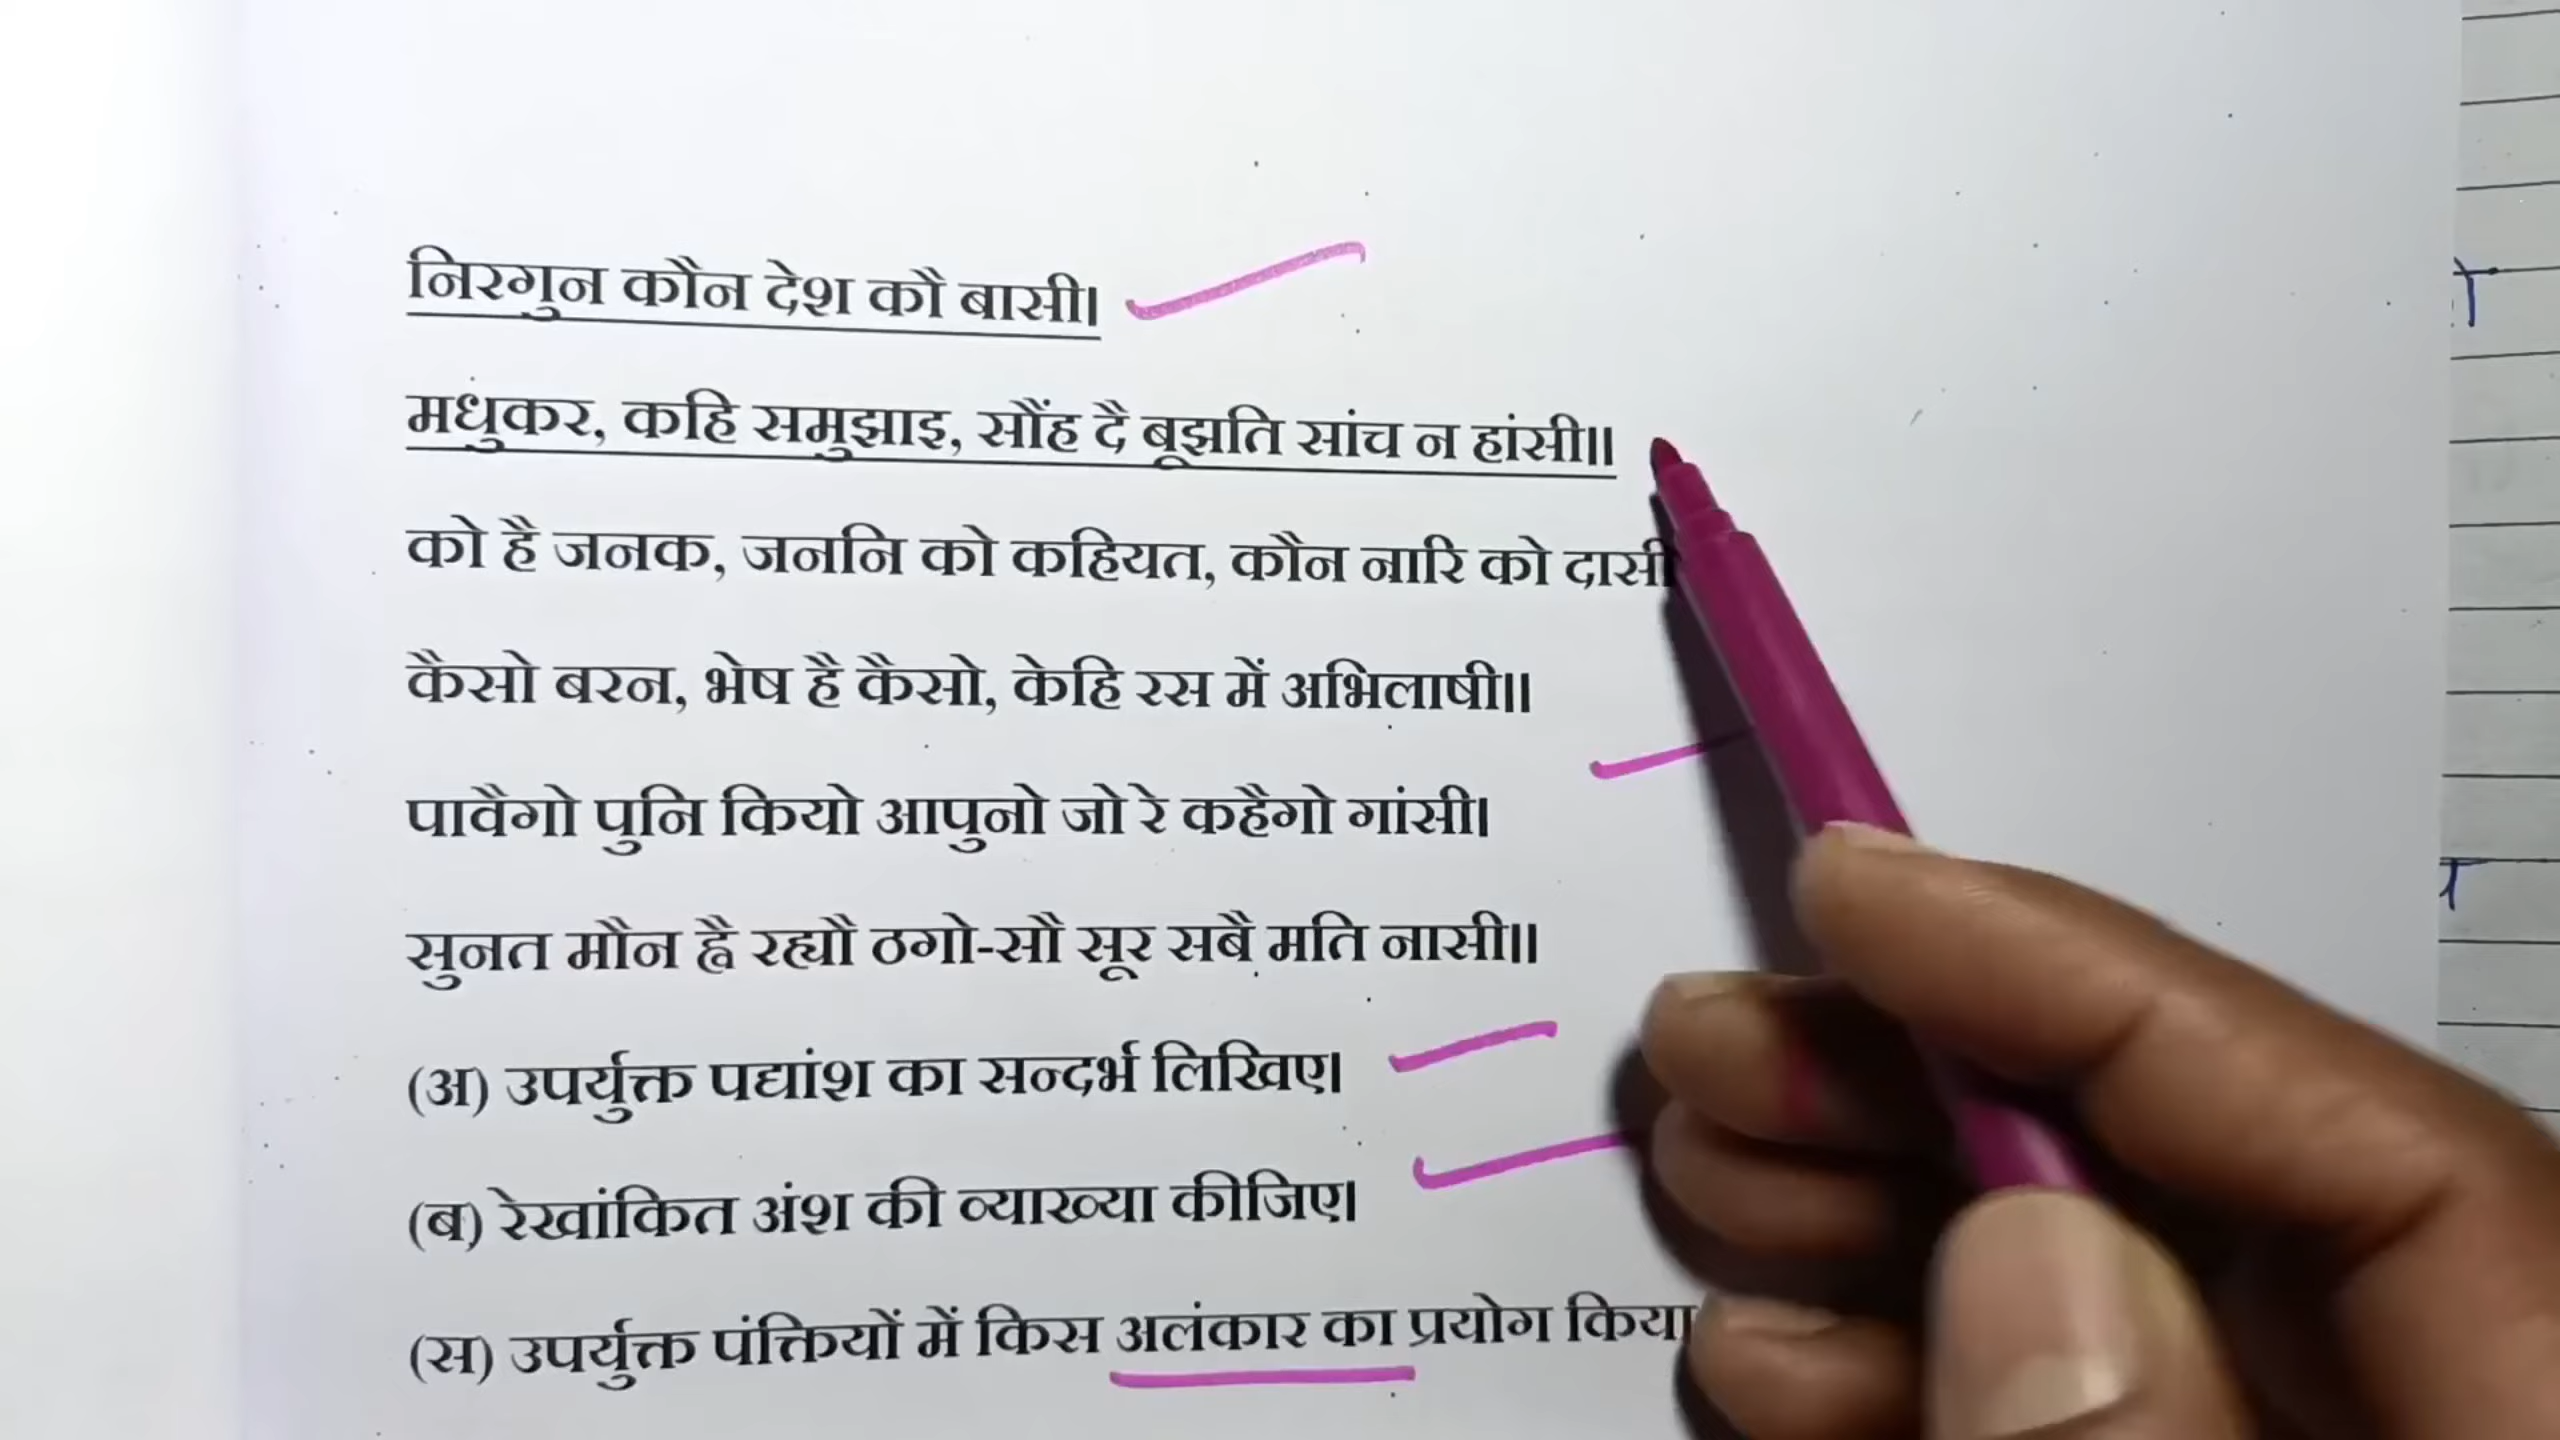 निरगुन कौन देश कौ बासी।
मधुकर, कहि समुझाइ, सौंह दै बूझति सांच न हांसी॥
को है जनक, जननि को कहियत, कौन नारि को दासी
कैसो बरन, भेष है कैसो, केहि रस में अभिलाषी॥
पावैगो पुनि कियो आपुनो जो रे कहैगो गांसी।
सुनत मौन ह्वै रह्यौ ठगो-सौ सूर सबै मति नासी॥
(अ) उपर्युक्त पद्यांश का सन्दर्भ लिखिए।
(ब) रेखांकित अंश की व्याख्या कीजिए।
(स) उपर्युक्त पंक्तियों में किस अलंकार का प्रयोग किया